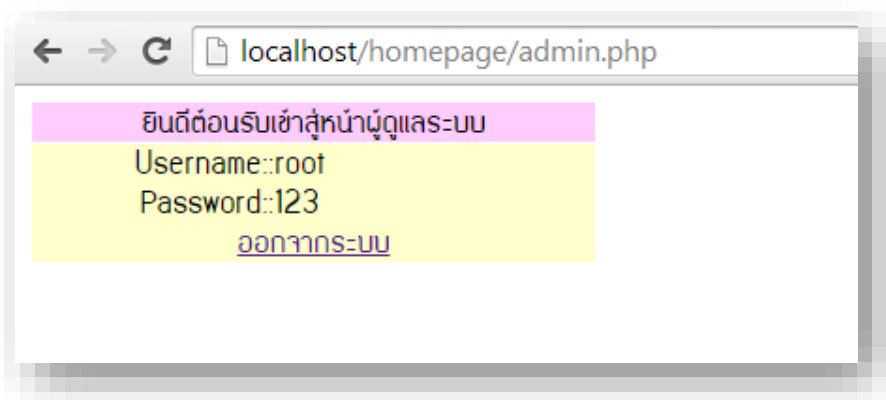 localhost/homepage/admin.php
ยินดีต้อนรับเข้าสู่หน้าผู้ดูแลระบบ
Username::root
Password::123
ออกจากระบบ